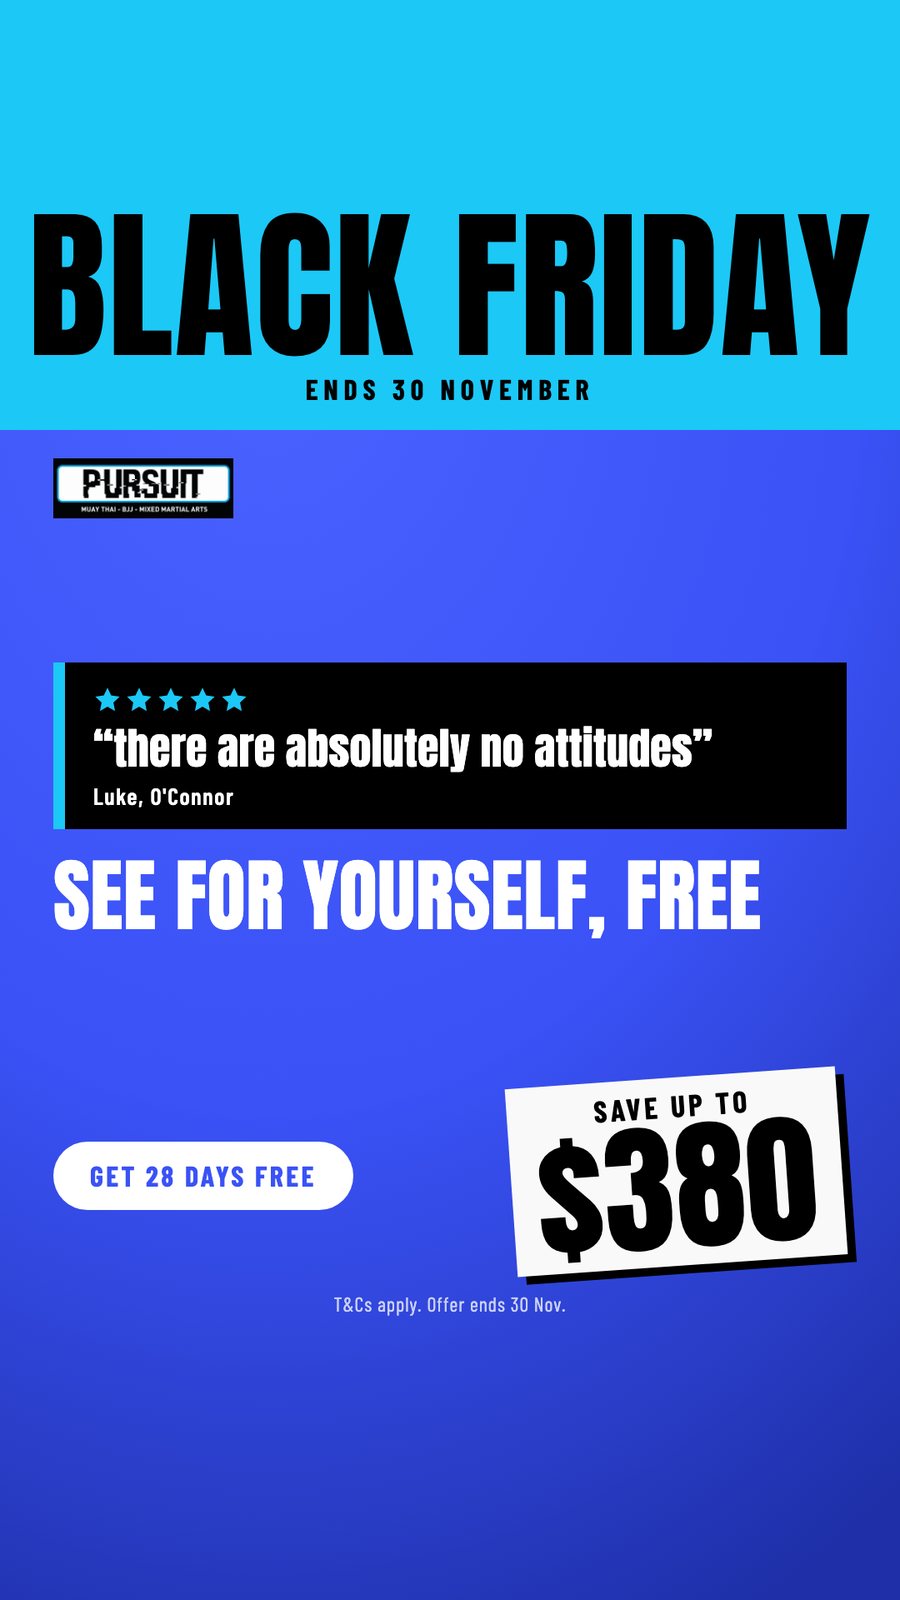 BLACK FRIDAY
ENDS 30 NOVEMBER
PURSUIT
MUAY THAI - BJJ - MIXED MARTIAL ARTS
“there are absolutely no attitudes”
Luke, O'Connor
SEE FOR YOURSELF, FREE
SAVE UP TO
$380
GET 28 DAYS FREE
T&Cs apply. Offer ends 30 Nov.